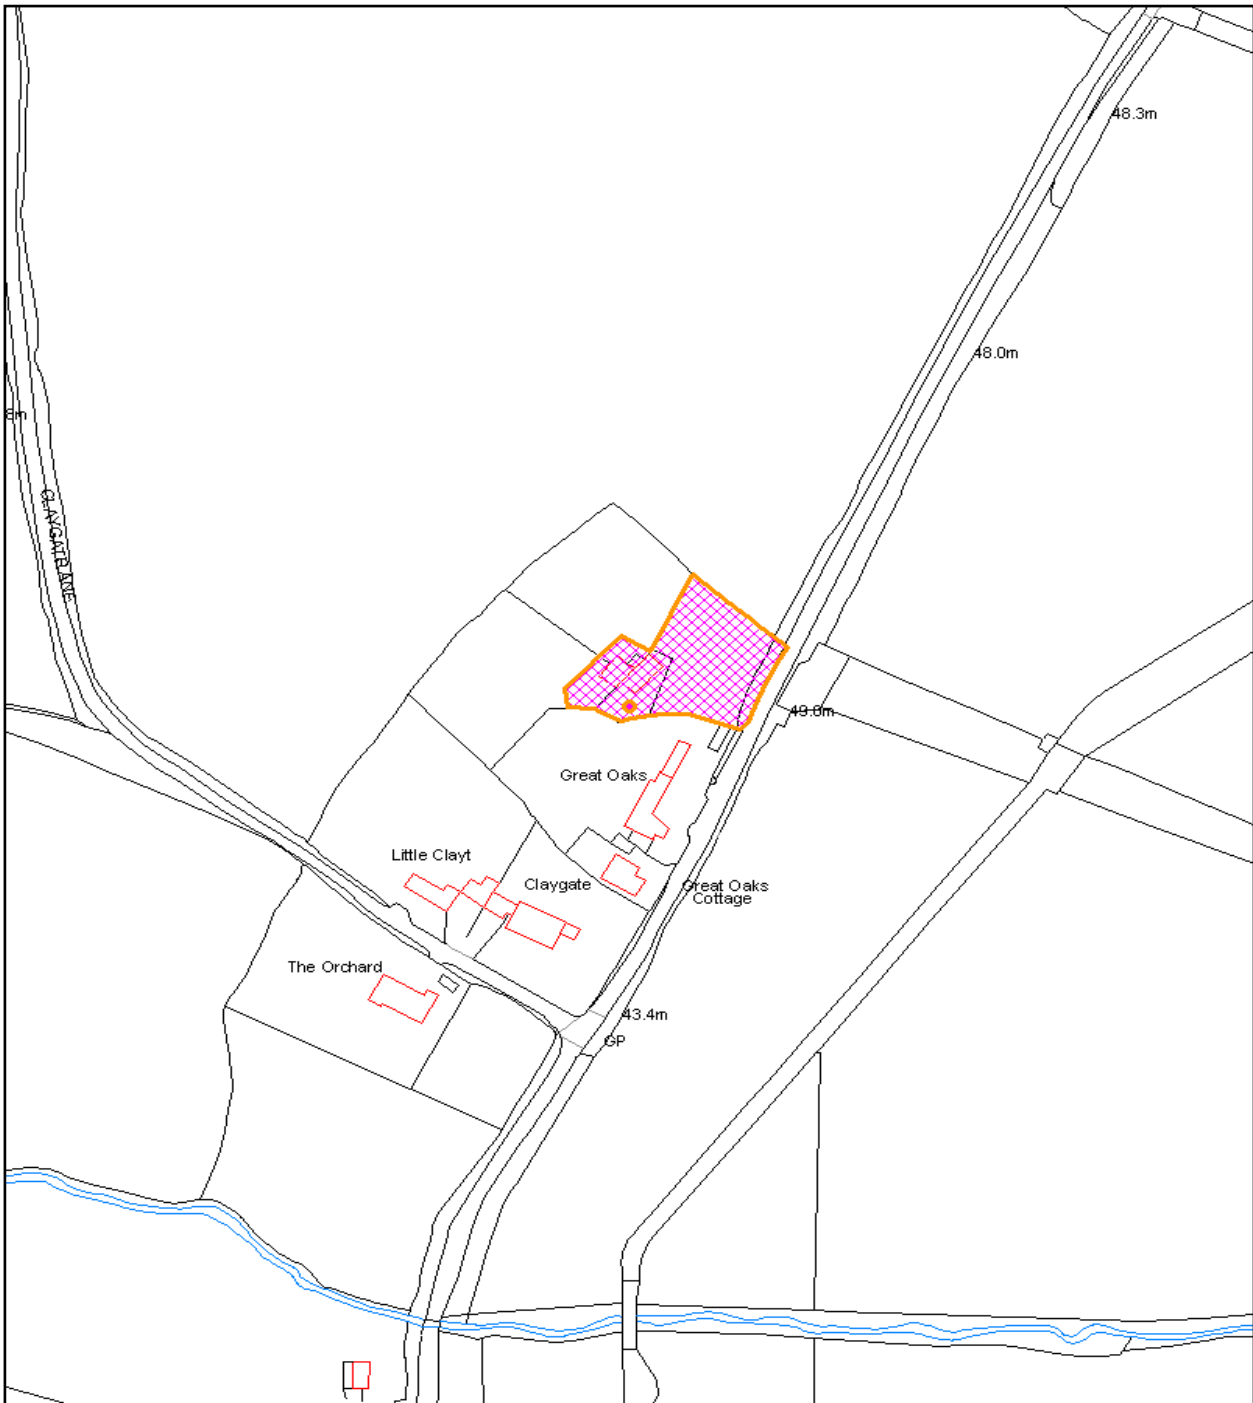 48.3m
48.0m
8m
CLAYGATE LANE
49.0m
Great Oaks
Little Clayt
Claygate
Great Oaks
Cottage
The Orchard
43.4m
GP